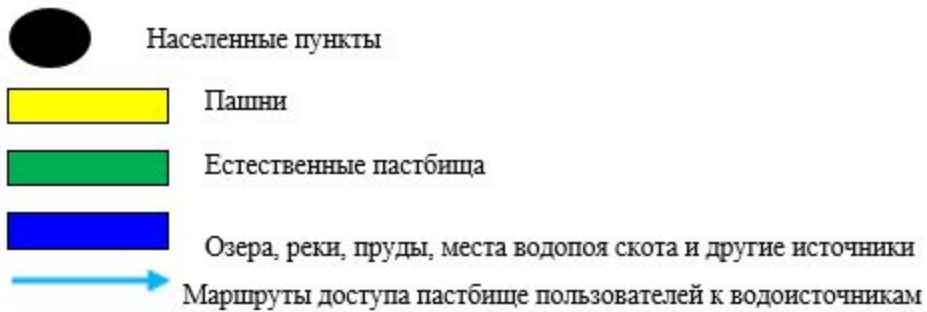 Населенные пункты
Пашни
Естественные пастбища
Озера, реки, пруды, места водопоя скота и другие источники
Маршруты доступа пастбище пользователей к водоисточникам